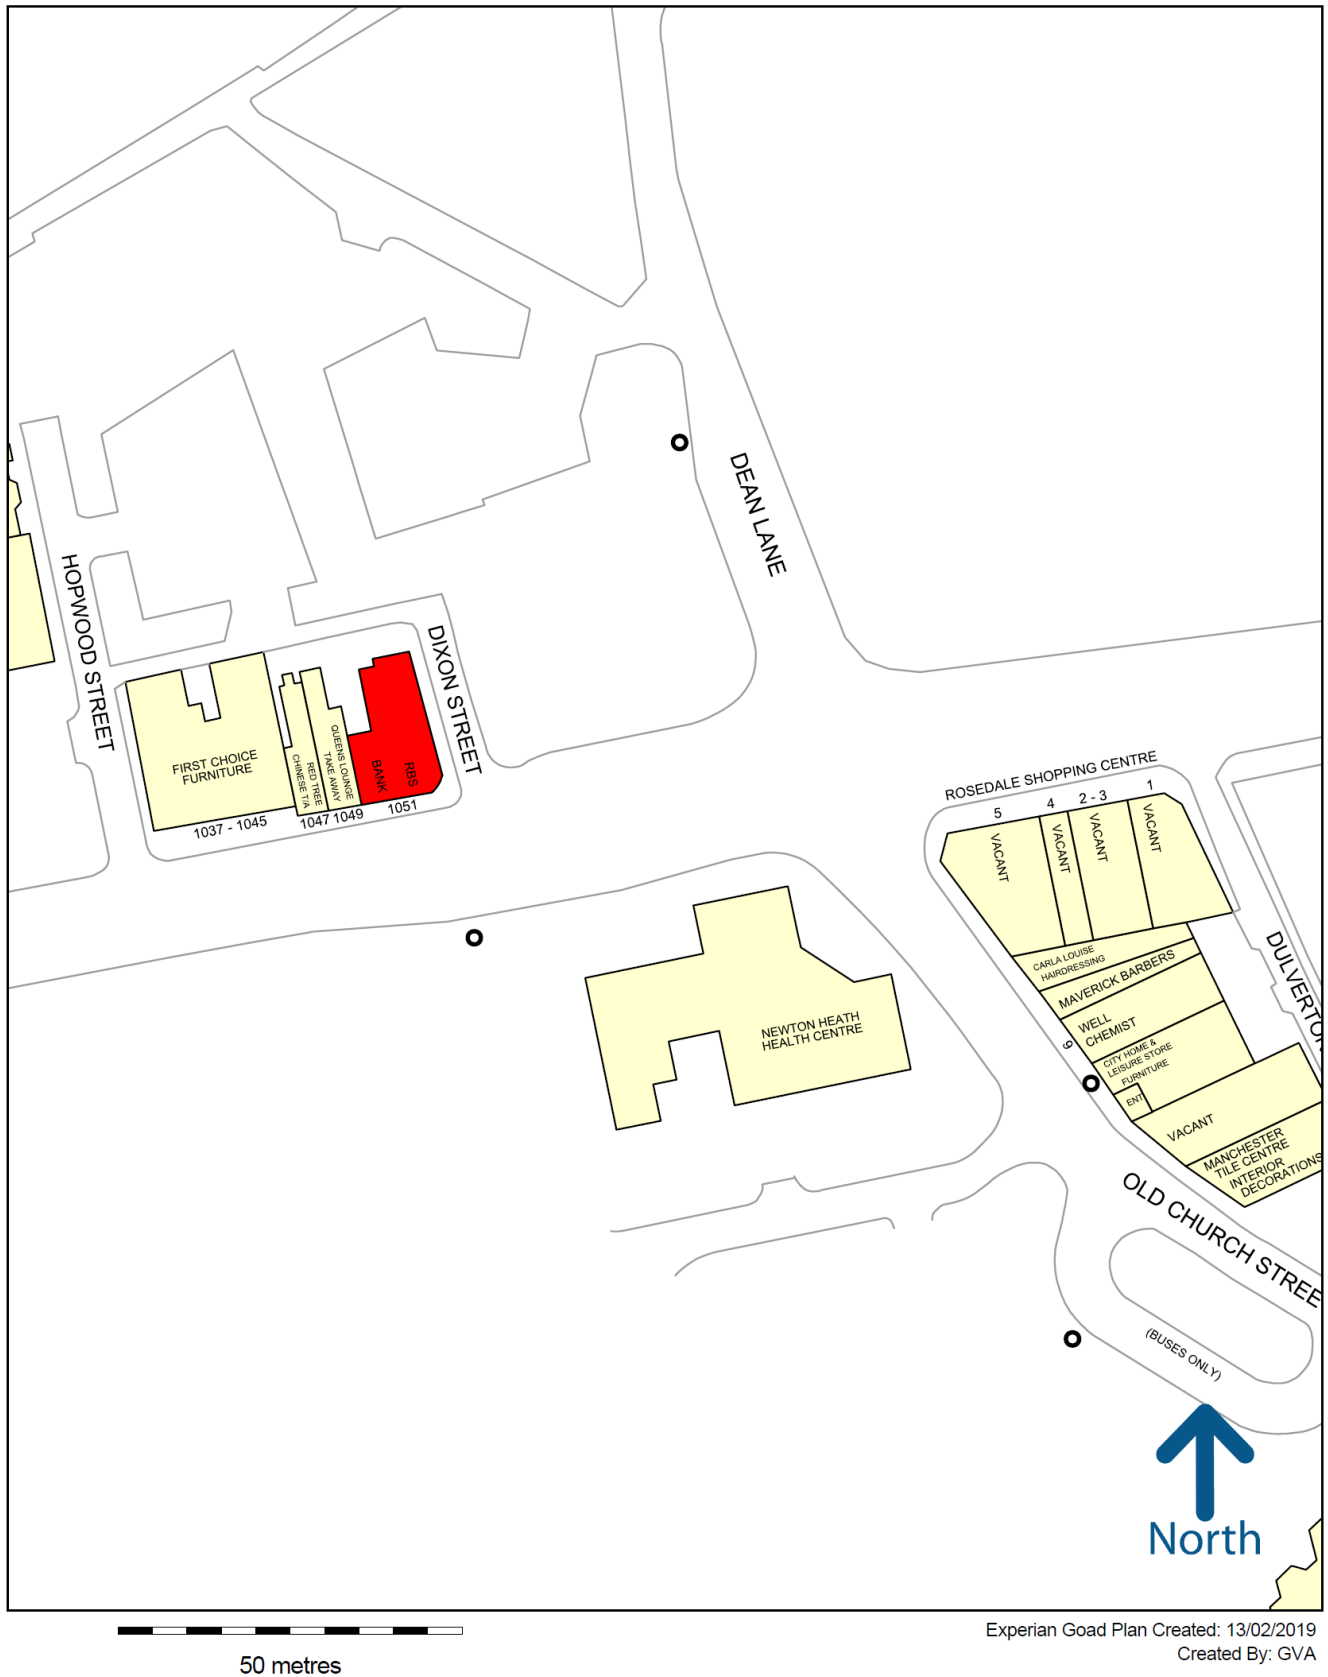 DEAN LANE
HOPWOOD STREET
DIXON STREET
FIRST CHOICE
FURNITURE
1037 - 1045
RED TREE
CHINESE T/A
1047
QUEENS LOUNGE
TAKE AWAY
1049
RBS
BANK
1051
ROSEDALE SHOPPING CENTRE
5
4
2 - 3
1
VACANT
VACANT
VACANT
VACANT
CARLA LOUISE
HAIRDRESSING
MAVERICK BARBERS
WELL
CHEMIST
9
CITY HOME &
LEISURE STORE
FURNITURE
ENT
VACANT
MANCHESTER
TILE CENTRE
INTERIOR
DECORATIONS
DULVERTON
NEWTON HEATH
HEALTH CENTRE
OLD CHURCH STREE
(BUSES ONLY)
North
50 metres
Experian Goad Plan Created: 13/02/2019
Created By: GVA